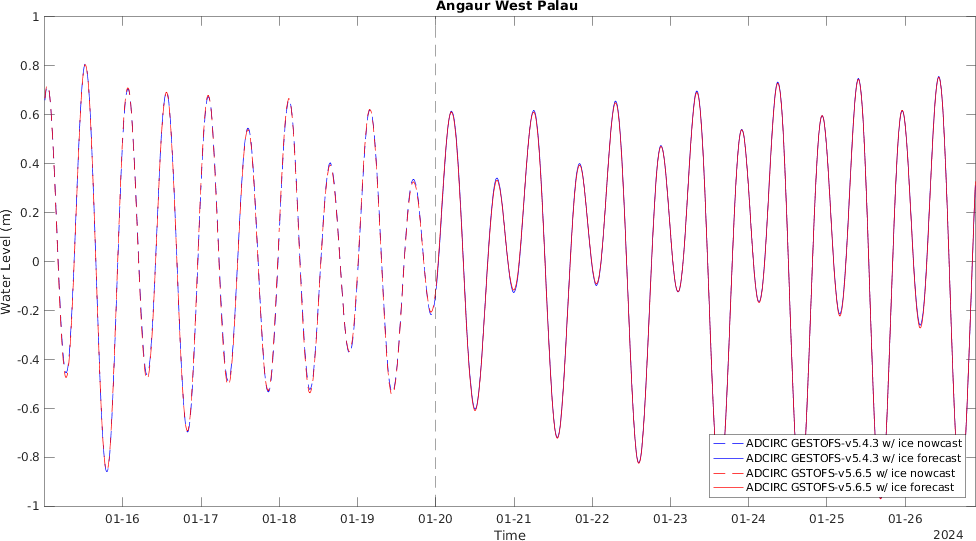 Angaur West Palau
1
0.8
0.6
0.4
0.2
0
-0.2
-0.4
-0.6
-0.8
-1
Water Level (m)
01-16 01-17 01-18 01-19 01-20 01-21 01-22 01-23 01-24 01-25 01-26
Time
2024
ADCIRC GESTOFS-v5.4.3 w/ ice nowcast
ADCIRC GESTOFS-v5.4.3 w/ ice forecast
ADCIRC GSTOFS-v5.6.5 w/ ice nowcast
ADCIRC GSTOFS-v5.6.5 w/ ice forecast